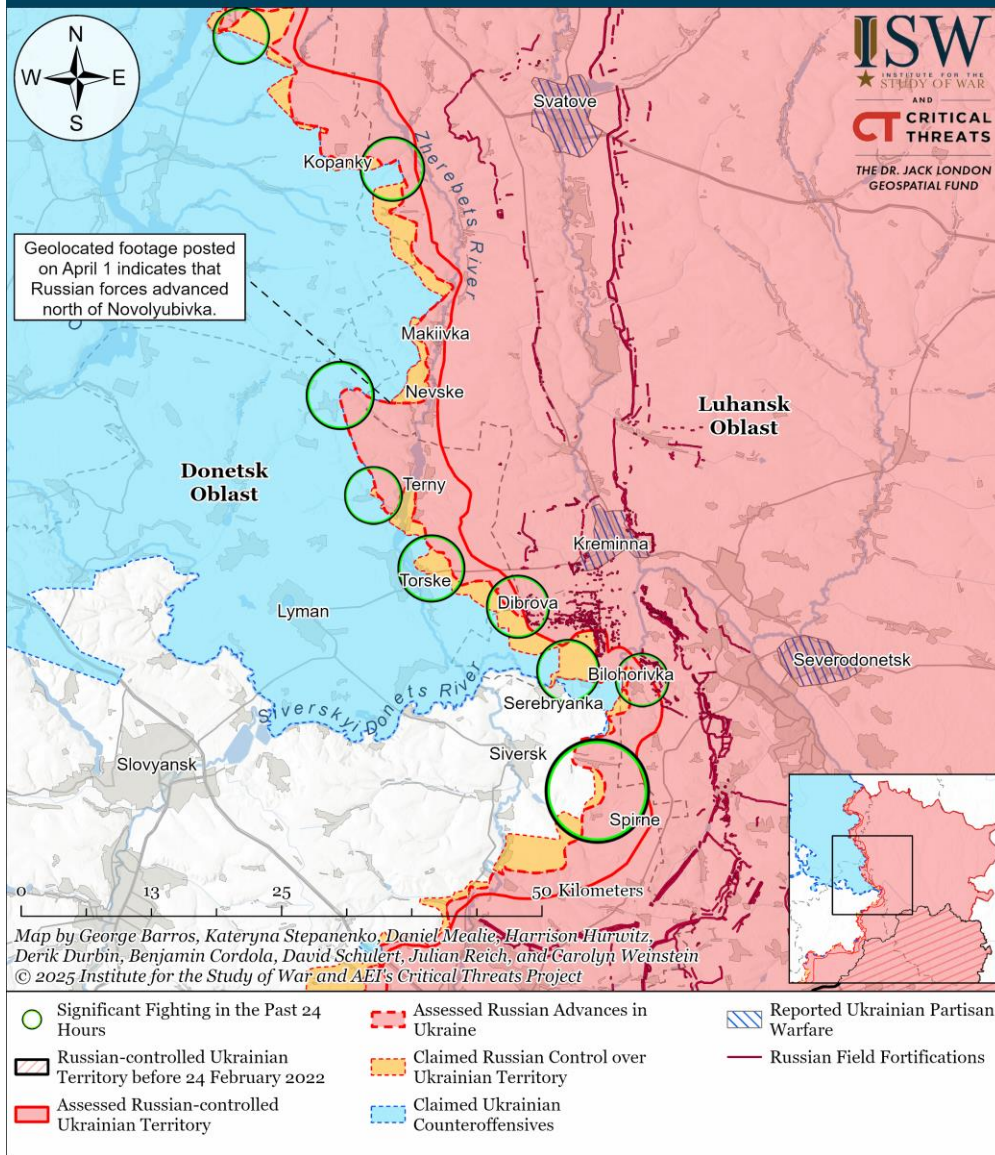 N
W E
S
ISW
INSTITUTE FOR THE
STUDY OF WAR
AND
CT CRITICAL
THREATS
THE DR. JACK LONDON
GEOSPATIAL FUND
Svatove
Kopanky
Zherebets River
Geolocated footage posted
on April 1 indicates that
Russian forces advanced
north of Novolyubivka.
Makiivka
Nevske
Luhansk
Oblast
Donetsk
Oblast
Terny
Kreminna
Torske
Dibrova
Lyman
Bilohorivka
Severodonetsk
Serebryanka
Siverskyi Donets River
Siversk
Slovyansk
Spirne
0 13 25 50 Kilometers
Map by George Barros, Kateryna Stepanenko, Daniel Mealie, Harrison Hurwitz,
Derik Durbin, Benjamin Cordola, David Schulert, Julian Reich, and Carolyn Weinstein
© 2025 Institute for the Study of War and AEI's Critical Threats Project
Significant Fighting in the Past 24
Hours
Russian-controlled Ukrainian
Territory before 24 February 2022
Assessed Russian-controlled
Ukrainian Territory
Assessed Russian Advances in
Ukraine
Claimed Russian Control over
Ukrainian Territory
Claimed Ukrainian
Counteroffensives
Reported Ukrainian Partisan
Warfare
Russian Field Fortifications